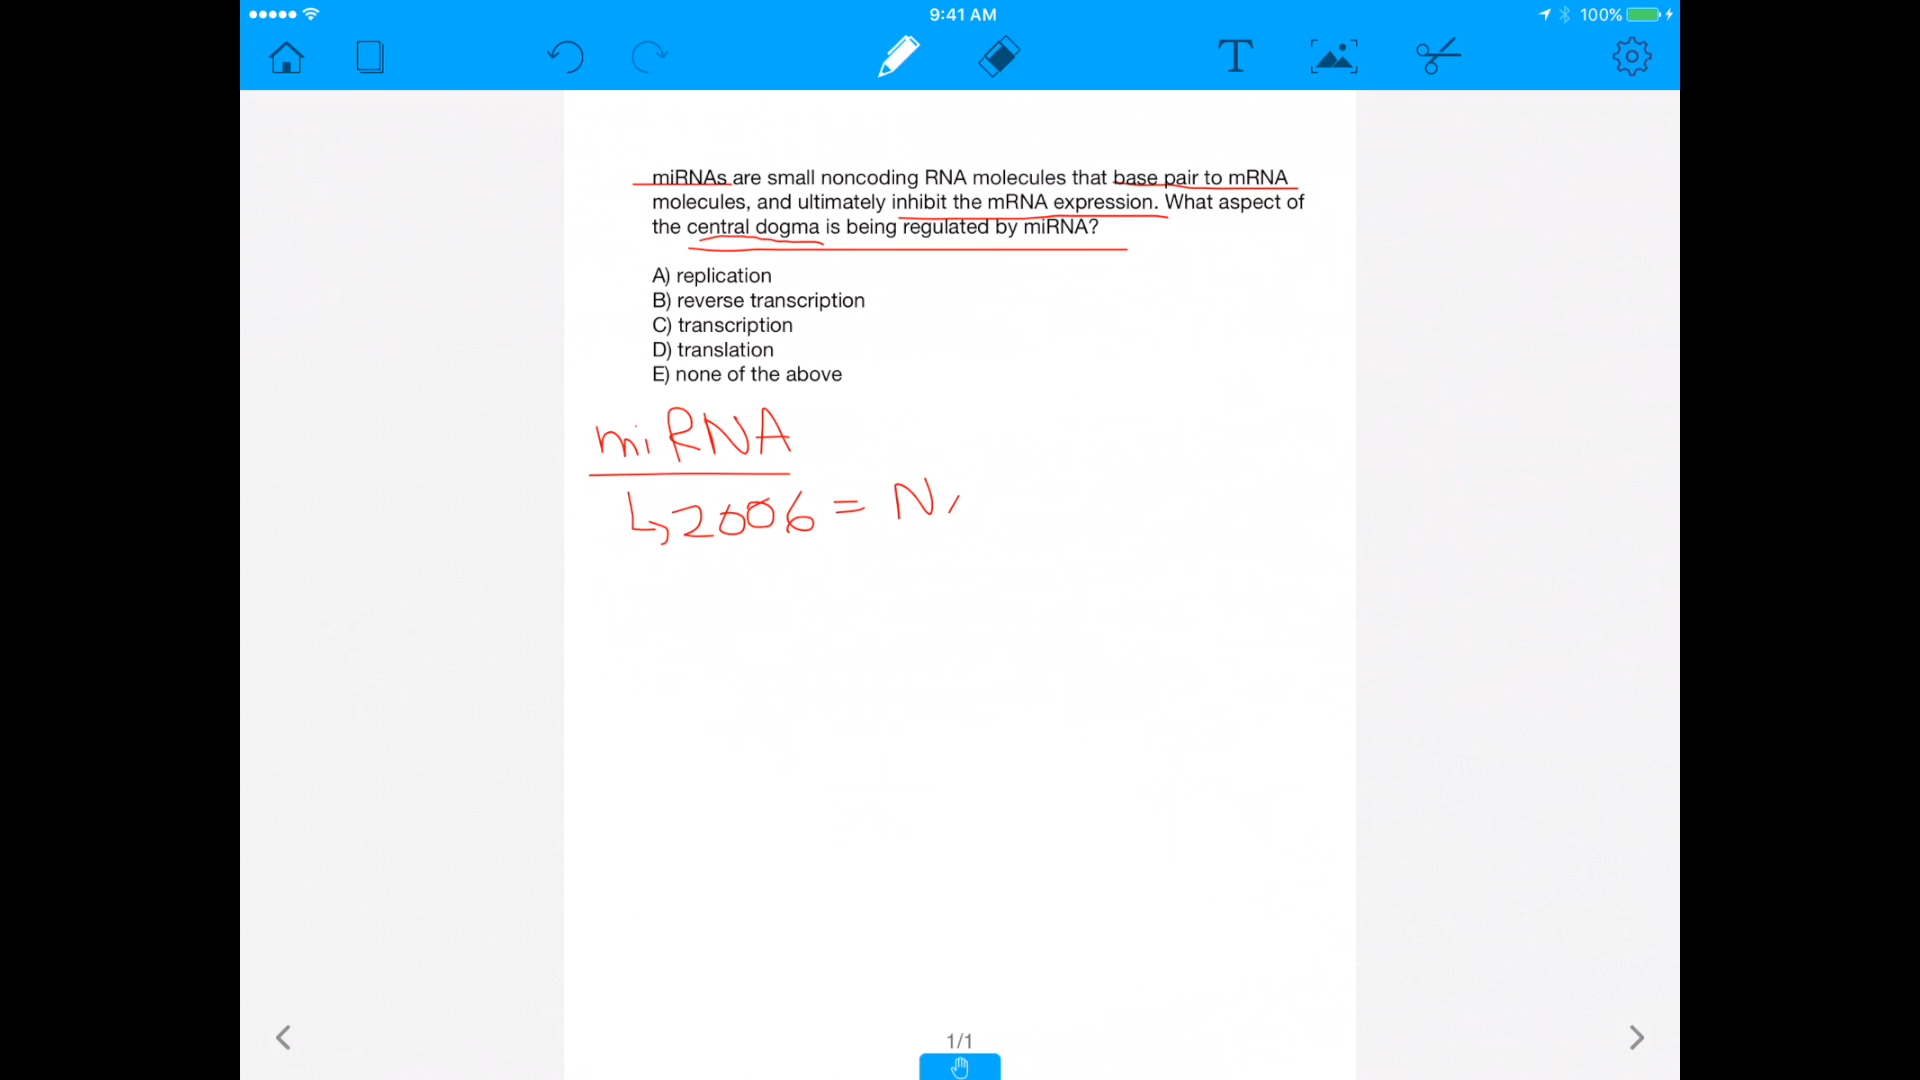 9:41 AM
100%
T
miRNAs are small noncoding RNA molecules that base pair to mRNA
molecules, and ultimately inhibit the mRNA expression. What aspect of
the central dogma is being regulated by miRNA?
A) replication
B) reverse transcription
C) transcription
D) translation
E) none of the above
miRNA
↳ 2006 = N
1/1